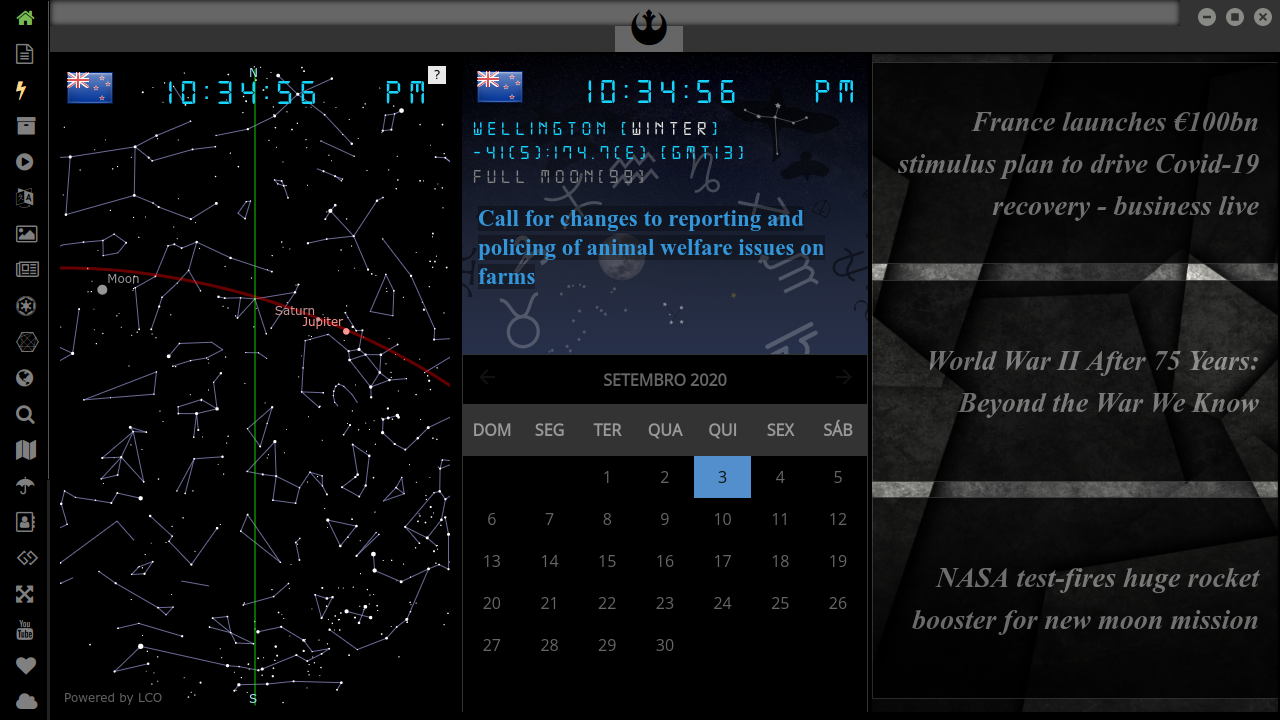 N
10:34:56 PM
?
Moon
Saturn
Jupiter
S
Powered by LCO
10:34:56 PM
WELLINGTON (WINTER)
-41(S):174.7(E) (GMT13)
FULL MOON(99)
Call for changes to reporting and
policing of animal welfare issues on
farms
SETEMBRO 2020
DOM SEG TER QUA QUI SEX SÁB
1 2 3 4 5
6 7 8 9 10 11 12
13 14 15 16 17 18 19
20 21 22 23 24 25 26
27 28 29 30
France launches €100bn
stimulus plan to drive Covid-19
recovery - business live
World War II After 75 Years:
Beyond the War We Know
NASA test-fires huge rocket
booster for new moon mission
You
Tube